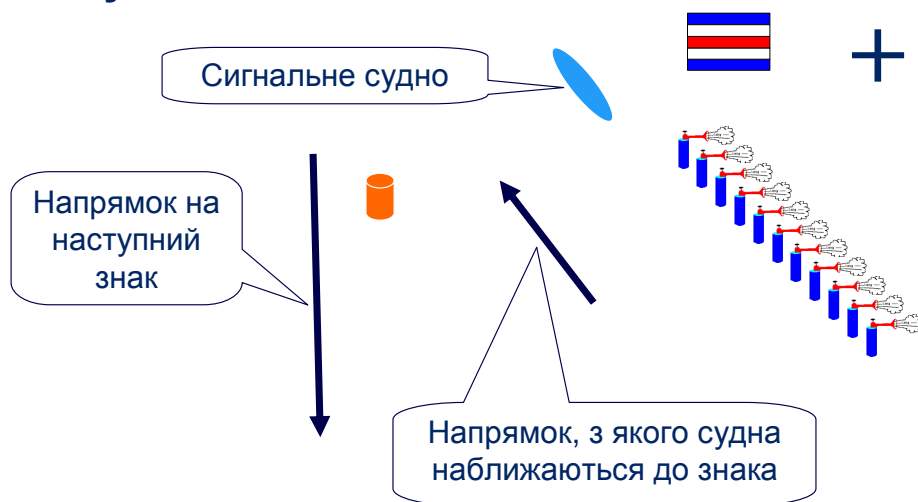 Сигнальне судно
Напрямок на
наступний
знак
Напрямок, з якого судна
наближаються до знака